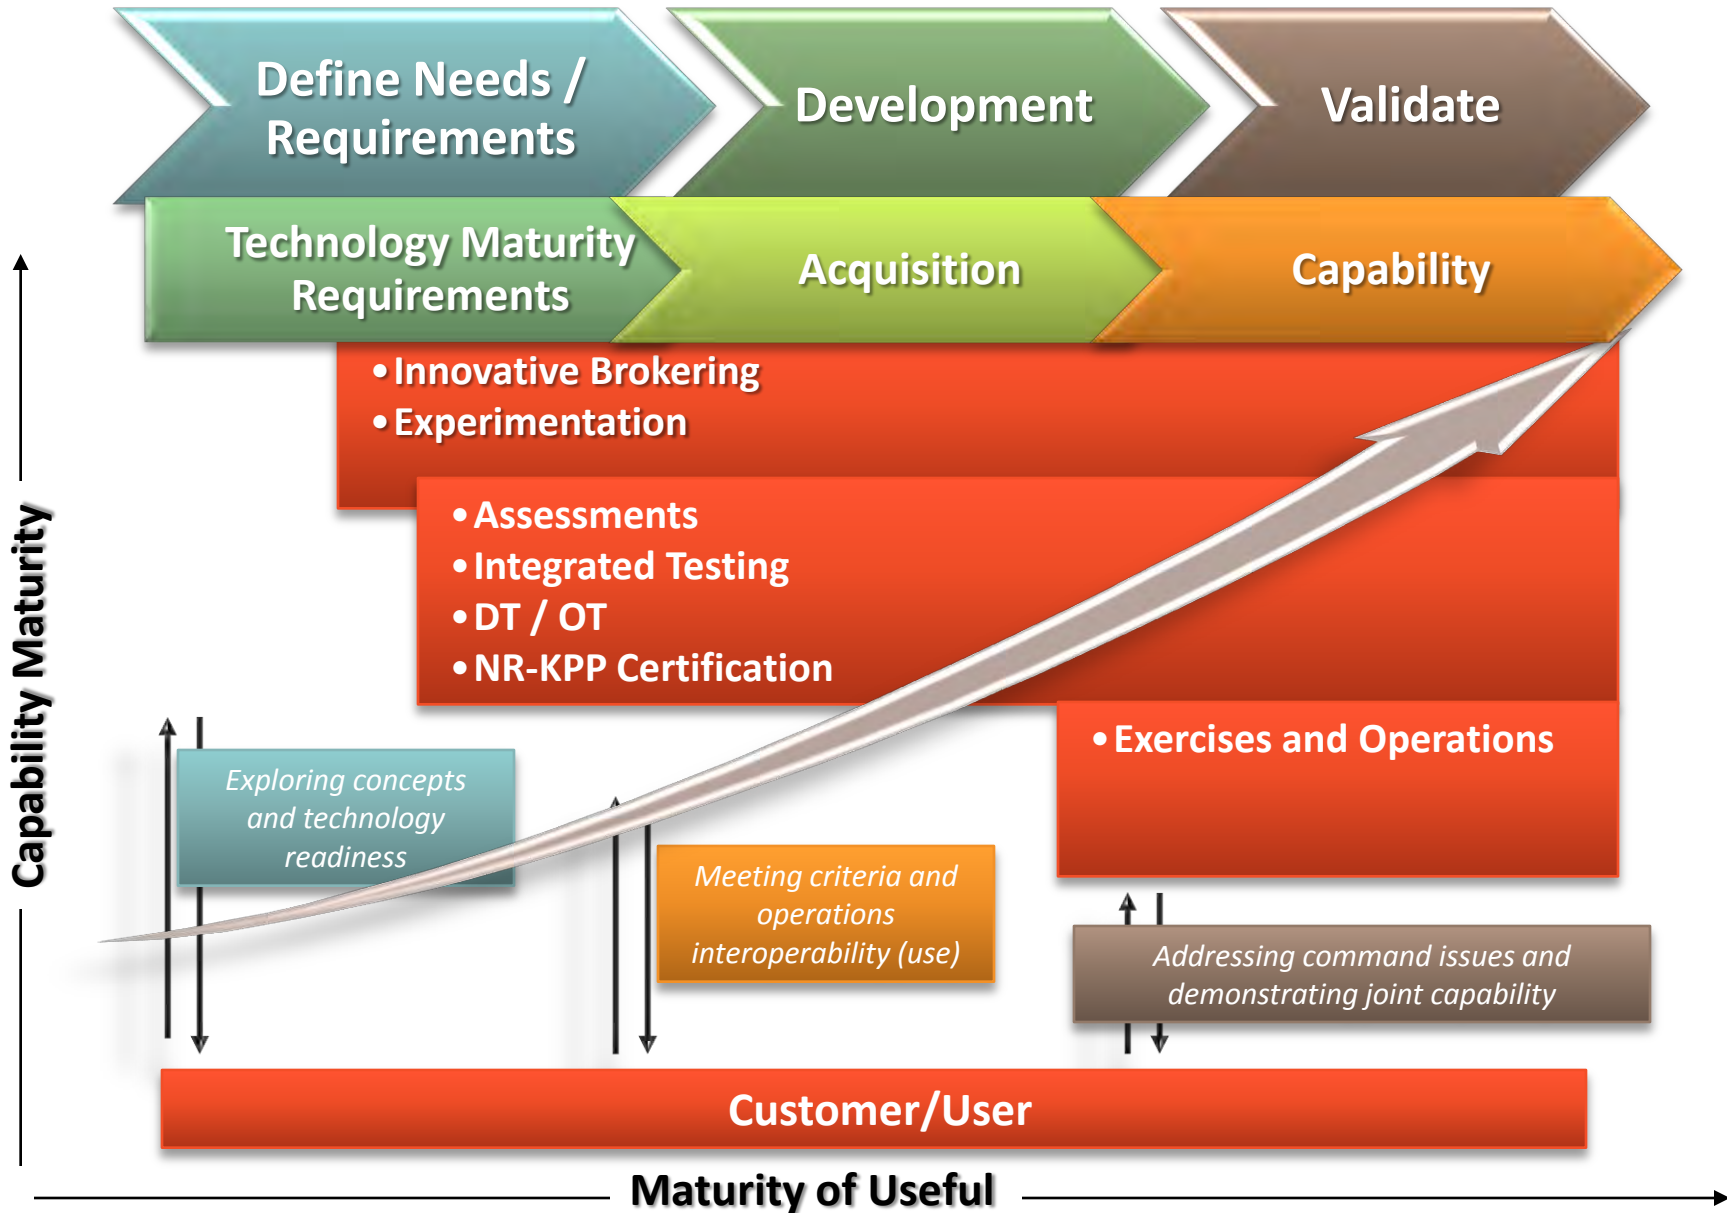 Define Needs /
Requirements
Development
Validate
Technology Maturity
Requirements
Acquisition
Capability
•Innovative Brokering
•Experimentation
•Assessments
•Integrated Testing
•DT / OT
•NR-KPP Certification
•Exercises and Operations
Capability Maturity
Exploring concepts
and technology
readiness
Meeting criteria and
operations
interoperability (use)
Addressing command issues and
demonstrating joint capability
Customer/User
Maturity of Useful